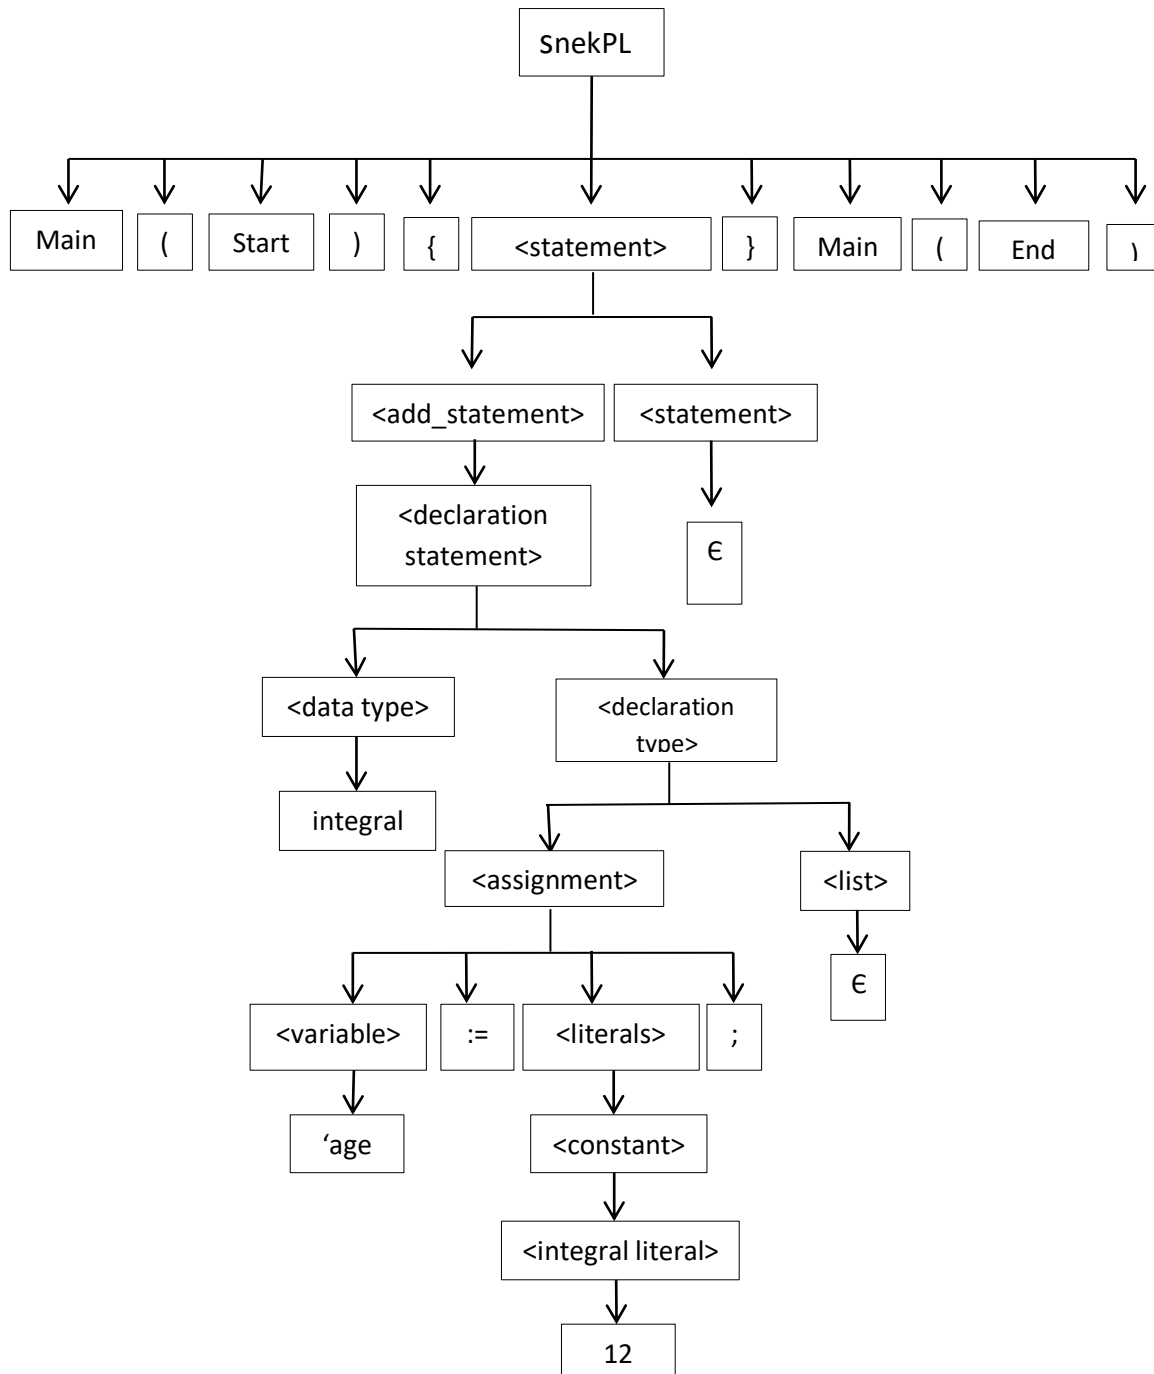 SnekPL
Main ( Start ) { <statement> } Main ( End )
<add_statement> <statement>
<declaration
statement>
Є
<data type> <declaration
type>
integral
<assignment> <list>
Є
<variable> := <literals> ;
‘age <constant>
<integral literal>
12